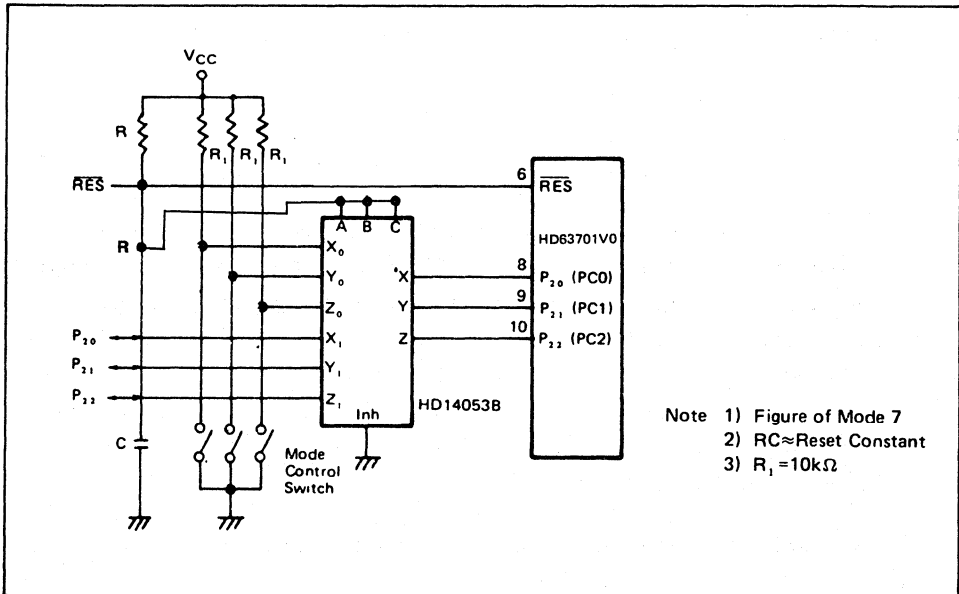 VCC
R
R₁ R₁ R₁
RES
6
RES
A B C
R
HD63701V0
X₀
'X
8
P₂₀ (PC0)
Y₀
Y
9
P₂₁ (PC1)
Z₀
Z
10
P₂₂ (PC2)
P₂₀
X₁
P₂₁
Y₁
P₂₂
Z₁
HD14053B
Inh
C
Mode
Control
Switch
Note 1) Figure of Mode 7
2) RC≈Reset Constant
3) R₁ =10kΩ